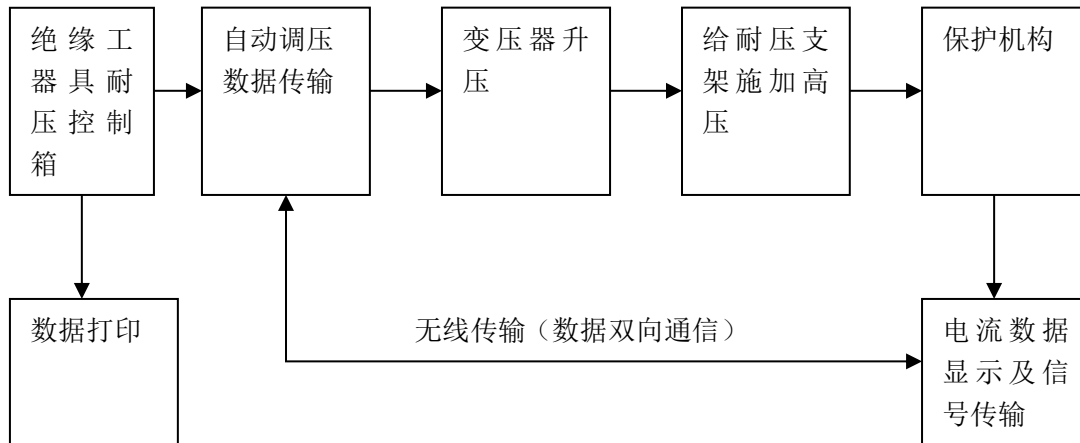 绝缘工
器具耐
压控制
箱
自动调压
数据传输
变压器升
压
给耐压支
架施加高
压
保护机构
数据打印
无线传输（数据双向通信）
电流数据
显示及信
号传输